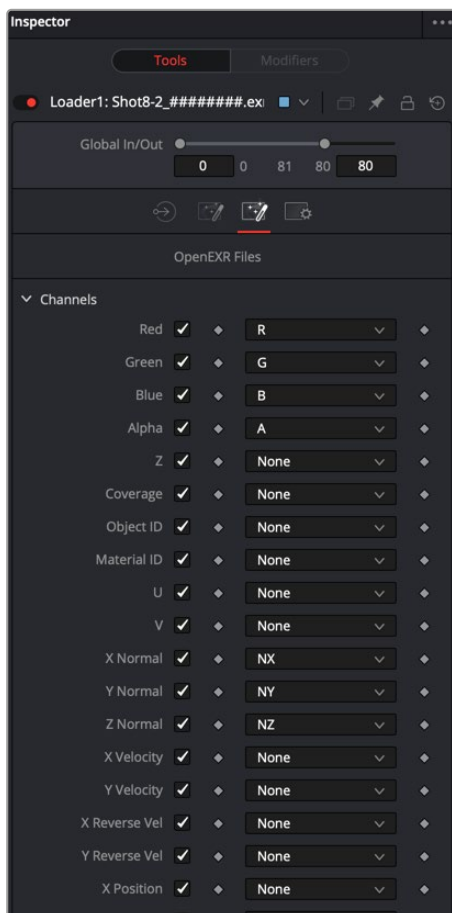 Inspector
Tools Modifiers
Loader1: Shot8-2_########.ex
Global In/Out
0 0 81 80 80
OpenEXR Files
Channels
Red R
Green G
Blue B
Alpha A
Z None
Coverage None
Object ID None
Material ID None
U None
V None
X Normal NX
Y Normal NY
Z Normal NZ
X Velocity None
Y Velocity None
X Reverse Vel None
Y Reverse Vel None
X Position None